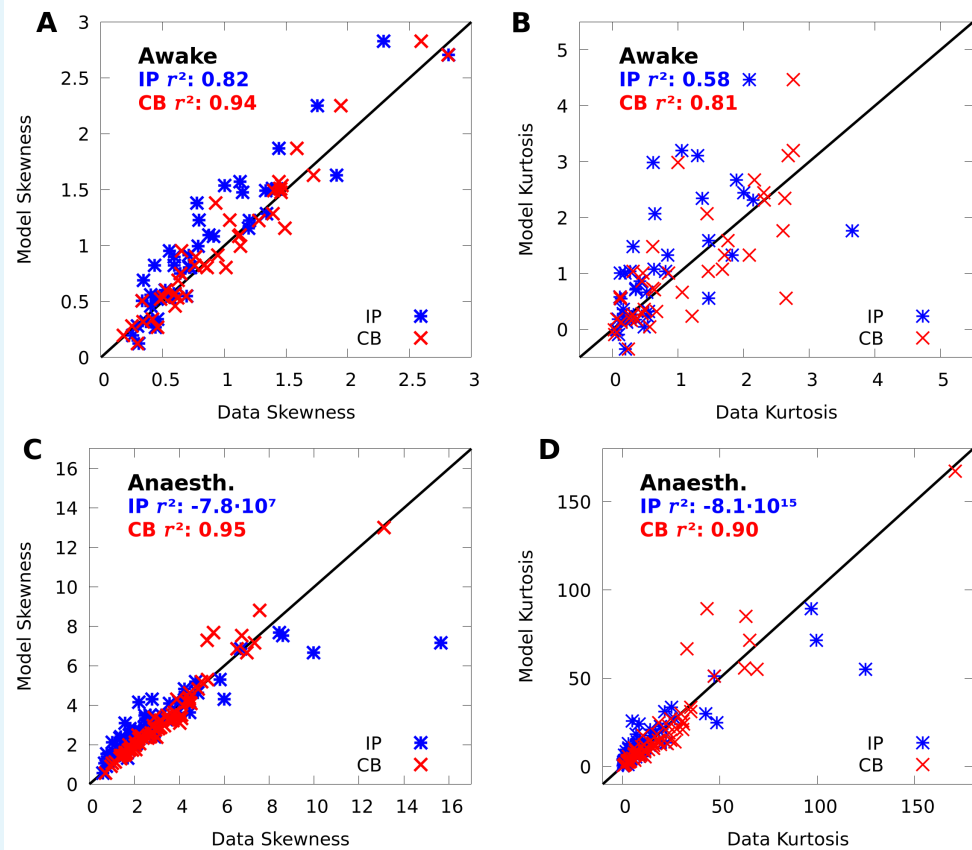 A
Awake
IP r²: 0.82
CB r²: 0.94
3
2.5
2
1.5
1
0.5
0
Model Skewness
IP
CB
0 0.5 1 1.5 2 2.5 3
Data Skewness
B
Awake
IP r²: 0.58
CB r²: 0.81
5
4
3
2
1
0
Model Kurtosis
IP
CB
0 1 2 3 4 5
Data Kurtosis
C
Anaesth.
IP r²: -7.8·10⁷
CB r²: 0.95
16
14
12
10
8
6
4
2
0
Model Skewness
IP
CB
0 2 4 6 8 10 12 14 16
Data Skewness
D
Anaesth.
IP r²: -8.1·10¹⁵
CB r²: 0.90
150
100
50
0
Model Kurtosis
IP
CB
0 50 100 150
Data Kurtosis